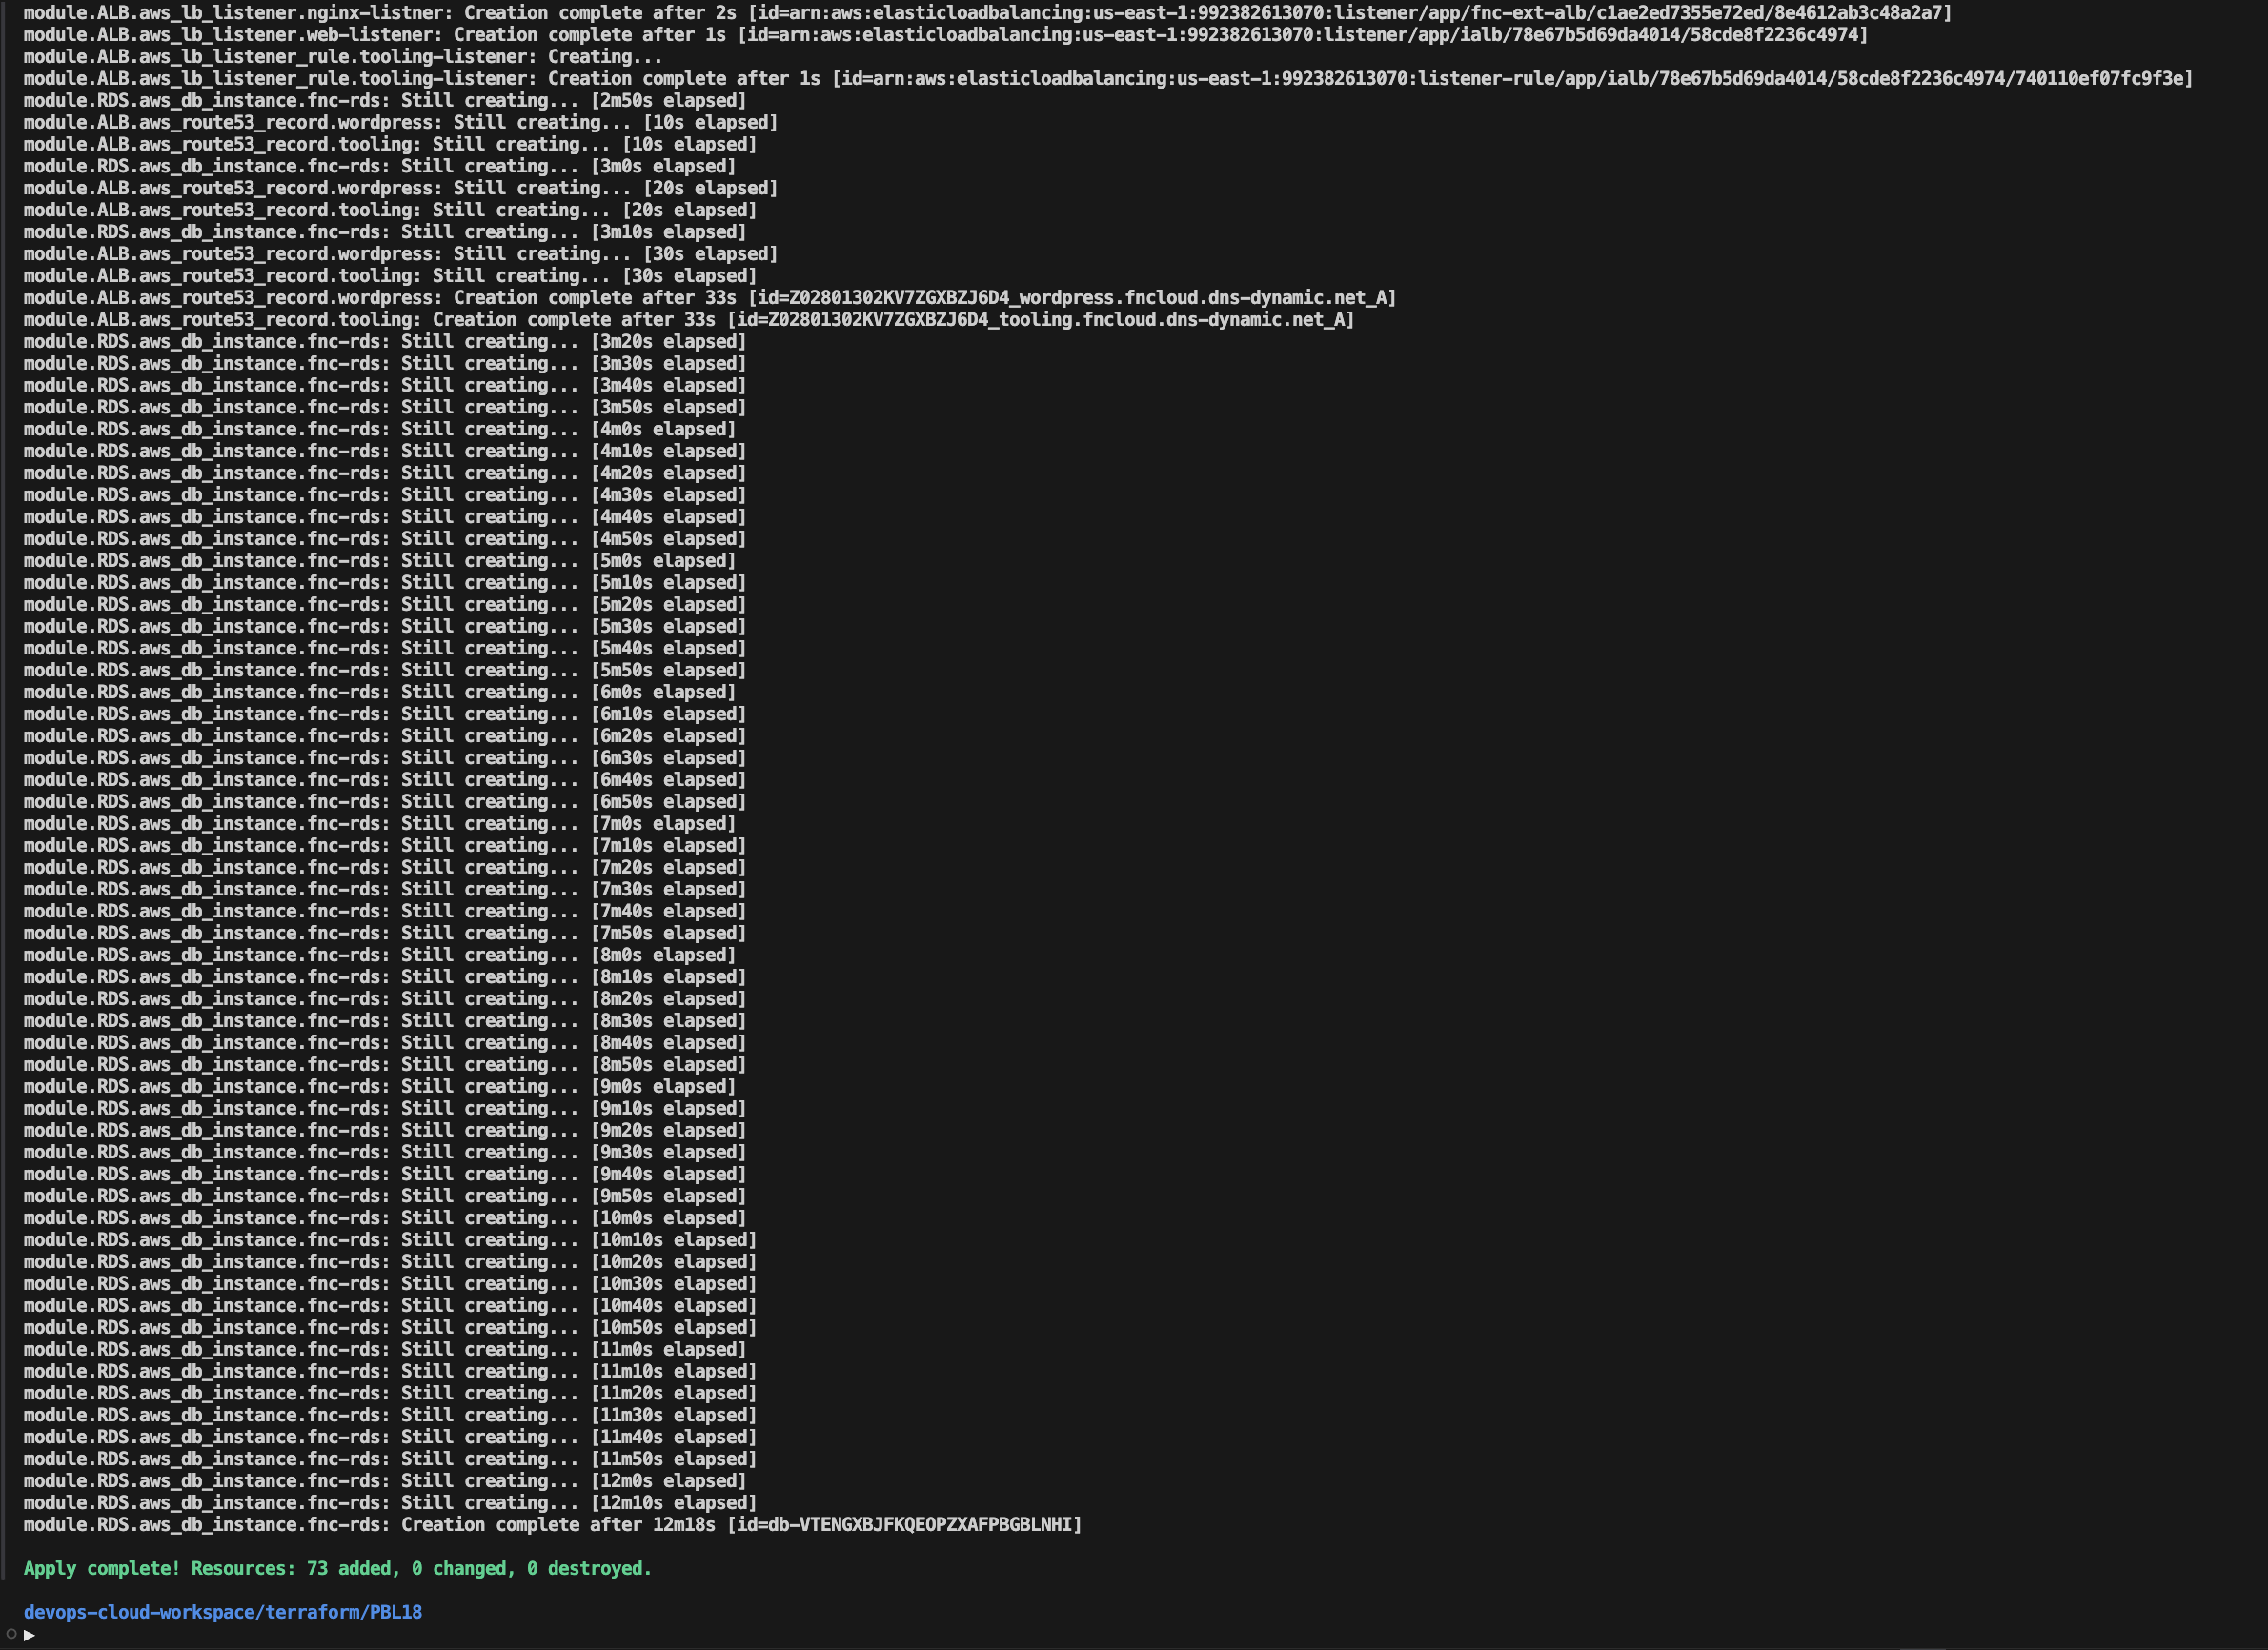 module.ALB.aws_lb_listener.nginx-listner: Creation complete after 2s [id=arn:aws:elasticloadbalancing:us-east-1:992382613070:listener/app/fnc-ext-alb/c1ae2ed7355e72ed/8e4612ab3c48a2a7]
module.ALB.aws_lb_listener.web-listener: Creation complete after 1s [id=arn:aws:elasticloadbalancing:us-east-1:992382613070:listener/app/ialb/78e67b5d69da4014/58cde8f2236c4974]
module.ALB.aws_lb_listener_rule.tooling-listener: Creating...
module.ALB.aws_lb_listener_rule.tooling-listener: Creation complete after 1s [id=arn:aws:elasticloadbalancing:us-east-1:992382613070:listener-rule/app/ialb/78e67b5d69da4014/58cde8f2236c4974/740110ef07fc9f3e]
module.RDS.aws_db_instance.fnc-rds: Still creating... [2m50s elapsed]
module.ALB.aws_route53_record.wordpress: Still creating... [10s elapsed]
module.ALB.aws_route53_record.tooling: Still creating... [10s elapsed]
module.RDS.aws_db_instance.fnc-rds: Still creating... [3m0s elapsed]
module.ALB.aws_route53_record.wordpress: Still creating... [20s elapsed]
module.ALB.aws_route53_record.tooling: Still creating... [20s elapsed]
module.RDS.aws_db_instance.fnc-rds: Still creating... [3m10s elapsed]
module.ALB.aws_route53_record.wordpress: Still creating... [30s elapsed]
module.ALB.aws_route53_record.tooling: Still creating... [30s elapsed]
module.ALB.aws_route53_record.wordpress: Creation complete after 33s [id=Z02801302KV7ZGXBZJ6D4_wordpress.fncloud.dns-dynamic.net_A]
module.ALB.aws_route53_record.tooling: Creation complete after 33s [id=Z02801302KV7ZGXBZJ6D4_tooling.fncloud.dns-dynamic.net_A]
module.RDS.aws_db_instance.fnc-rds: Still creating... [3m20s elapsed]
module.RDS.aws_db_instance.fnc-rds: Still creating... [3m30s elapsed]
module.RDS.aws_db_instance.fnc-rds: Still creating... [3m40s elapsed]
module.RDS.aws_db_instance.fnc-rds: Still creating... [3m50s elapsed]
module.RDS.aws_db_instance.fnc-rds: Still creating... [4m0s elapsed]
module.RDS.aws_db_instance.fnc-rds: Still creating... [4m10s elapsed]
module.RDS.aws_db_instance.fnc-rds: Still creating... [4m20s elapsed]
module.RDS.aws_db_instance.fnc-rds: Still creating... [4m30s elapsed]
module.RDS.aws_db_instance.fnc-rds: Still creating... [4m40s elapsed]
module.RDS.aws_db_instance.fnc-rds: Still creating... [4m50s elapsed]
module.RDS.aws_db_instance.fnc-rds: Still creating... [5m0s elapsed]
module.RDS.aws_db_instance.fnc-rds: Still creating... [5m10s elapsed]
module.RDS.aws_db_instance.fnc-rds: Still creating... [5m20s elapsed]
module.RDS.aws_db_instance.fnc-rds: Still creating... [5m30s elapsed]
module.RDS.aws_db_instance.fnc-rds: Still creating... [5m40s elapsed]
module.RDS.aws_db_instance.fnc-rds: Still creating... [5m50s elapsed]
module.RDS.aws_db_instance.fnc-rds: Still creating... [6m0s elapsed]
module.RDS.aws_db_instance.fnc-rds: Still creating... [6m10s elapsed]
module.RDS.aws_db_instance.fnc-rds: Still creating... [6m20s elapsed]
module.RDS.aws_db_instance.fnc-rds: Still creating... [6m30s elapsed]
module.RDS.aws_db_instance.fnc-rds: Still creating... [6m40s elapsed]
module.RDS.aws_db_instance.fnc-rds: Still creating... [6m50s elapsed]
module.RDS.aws_db_instance.fnc-rds: Still creating... [7m0s elapsed]
module.RDS.aws_db_instance.fnc-rds: Still creating... [7m10s elapsed]
module.RDS.aws_db_instance.fnc-rds: Still creating... [7m20s elapsed]
module.RDS.aws_db_instance.fnc-rds: Still creating... [7m30s elapsed]
module.RDS.aws_db_instance.fnc-rds: Still creating... [7m40s elapsed]
module.RDS.aws_db_instance.fnc-rds: Still creating... [7m50s elapsed]
module.RDS.aws_db_instance.fnc-rds: Still creating... [8m0s elapsed]
module.RDS.aws_db_instance.fnc-rds: Still creating... [8m10s elapsed]
module.RDS.aws_db_instance.fnc-rds: Still creating... [8m20s elapsed]
module.RDS.aws_db_instance.fnc-rds: Still creating... [8m30s elapsed]
module.RDS.aws_db_instance.fnc-rds: Still creating... [8m40s elapsed]
module.RDS.aws_db_instance.fnc-rds: Still creating... [8m50s elapsed]
module.RDS.aws_db_instance.fnc-rds: Still creating... [9m0s elapsed]
module.RDS.aws_db_instance.fnc-rds: Still creating... [9m10s elapsed]
module.RDS.aws_db_instance.fnc-rds: Still creating... [9m20s elapsed]
module.RDS.aws_db_instance.fnc-rds: Still creating... [9m30s elapsed]
module.RDS.aws_db_instance.fnc-rds: Still creating... [9m40s elapsed]
module.RDS.aws_db_instance.fnc-rds: Still creating... [9m50s elapsed]
module.RDS.aws_db_instance.fnc-rds: Still creating... [10m0s elapsed]
module.RDS.aws_db_instance.fnc-rds: Still creating... [10m10s elapsed]
module.RDS.aws_db_instance.fnc-rds: Still creating... [10m20s elapsed]
module.RDS.aws_db_instance.fnc-rds: Still creating... [10m30s elapsed]
module.RDS.aws_db_instance.fnc-rds: Still creating... [10m40s elapsed]
module.RDS.aws_db_instance.fnc-rds: Still creating... [10m50s elapsed]
module.RDS.aws_db_instance.fnc-rds: Still creating... [11m0s elapsed]
module.RDS.aws_db_instance.fnc-rds: Still creating... [11m10s elapsed]
module.RDS.aws_db_instance.fnc-rds: Still creating... [11m20s elapsed]
module.RDS.aws_db_instance.fnc-rds: Still creating... [11m30s elapsed]
module.RDS.aws_db_instance.fnc-rds: Still creating... [11m40s elapsed]
module.RDS.aws_db_instance.fnc-rds: Still creating... [11m50s elapsed]
module.RDS.aws_db_instance.fnc-rds: Still creating... [12m0s elapsed]
module.RDS.aws_db_instance.fnc-rds: Still creating... [12m10s elapsed]
module.RDS.aws_db_instance.fnc-rds: Creation complete after 12m18s [id=db-VTENGXBJFKQEOPZXAFPBGBLNHI]
Apply complete! Resources: 73 added, 0 changed, 0 destroyed.
devops-cloud-workspace/terraform/PBL18